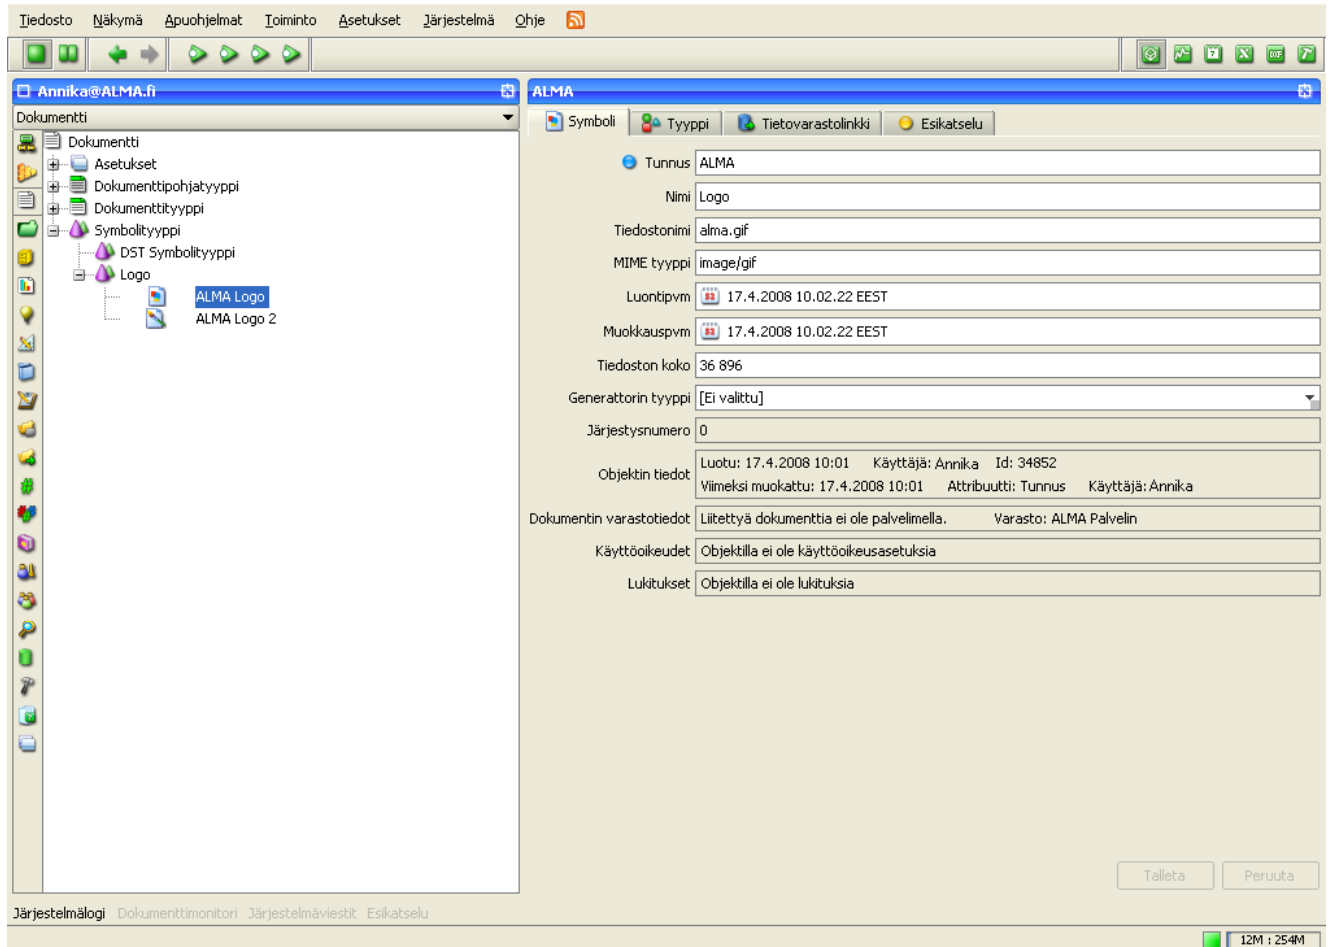 Tiedosto Näkymä Apuohjelmat Toiminto Asetukset Järjestelmä Ohje
Annika@ALMA.fi
Dokumentti
Dokumentti
Asetukset
Dokumenttipohjatyyppi
Dokumenttityyppi
Symbolityyppi
DST Symbolityyppi
Logo
ALMA Logo
ALMA Logo 2
ALMA
Symboli Tyyppi Tietovarastolinkki Esikatselu
Tunnus ALMA
Nimi Logo
Tiedostonimi alma.gif
MIME tyyppi image/gif
Luontipvm 17.4.2008 10.02.22 EEST
Muokkauspvm 17.4.2008 10.02.22 EEST
Tiedoston koko 36 896
Generattorin tyyppi [Ei valittu]
Järjestysnumero 0
Objektin tiedot Luotu: 17.4.2008 10:01 Käyttäjä: Annika Id: 34852
Viimeksi muokattu: 17.4.2008 10:01 Attribuutti: Tunnus Käyttäjä: Annika
Dokumentin varastotiedot Liitettyä dokumenttia ei ole palvelimella. Varasto: ALMA Palvelin
Käyttöoikeudet Objektilla ei ole käyttöoikeusasetuksia
Lukitukset Objektilla ei ole lukituksia
Talleta Peruuta
Järjestelmälogi Dokumenttimonitori Järjestelmäviestit Esikatselu
12M : 254M